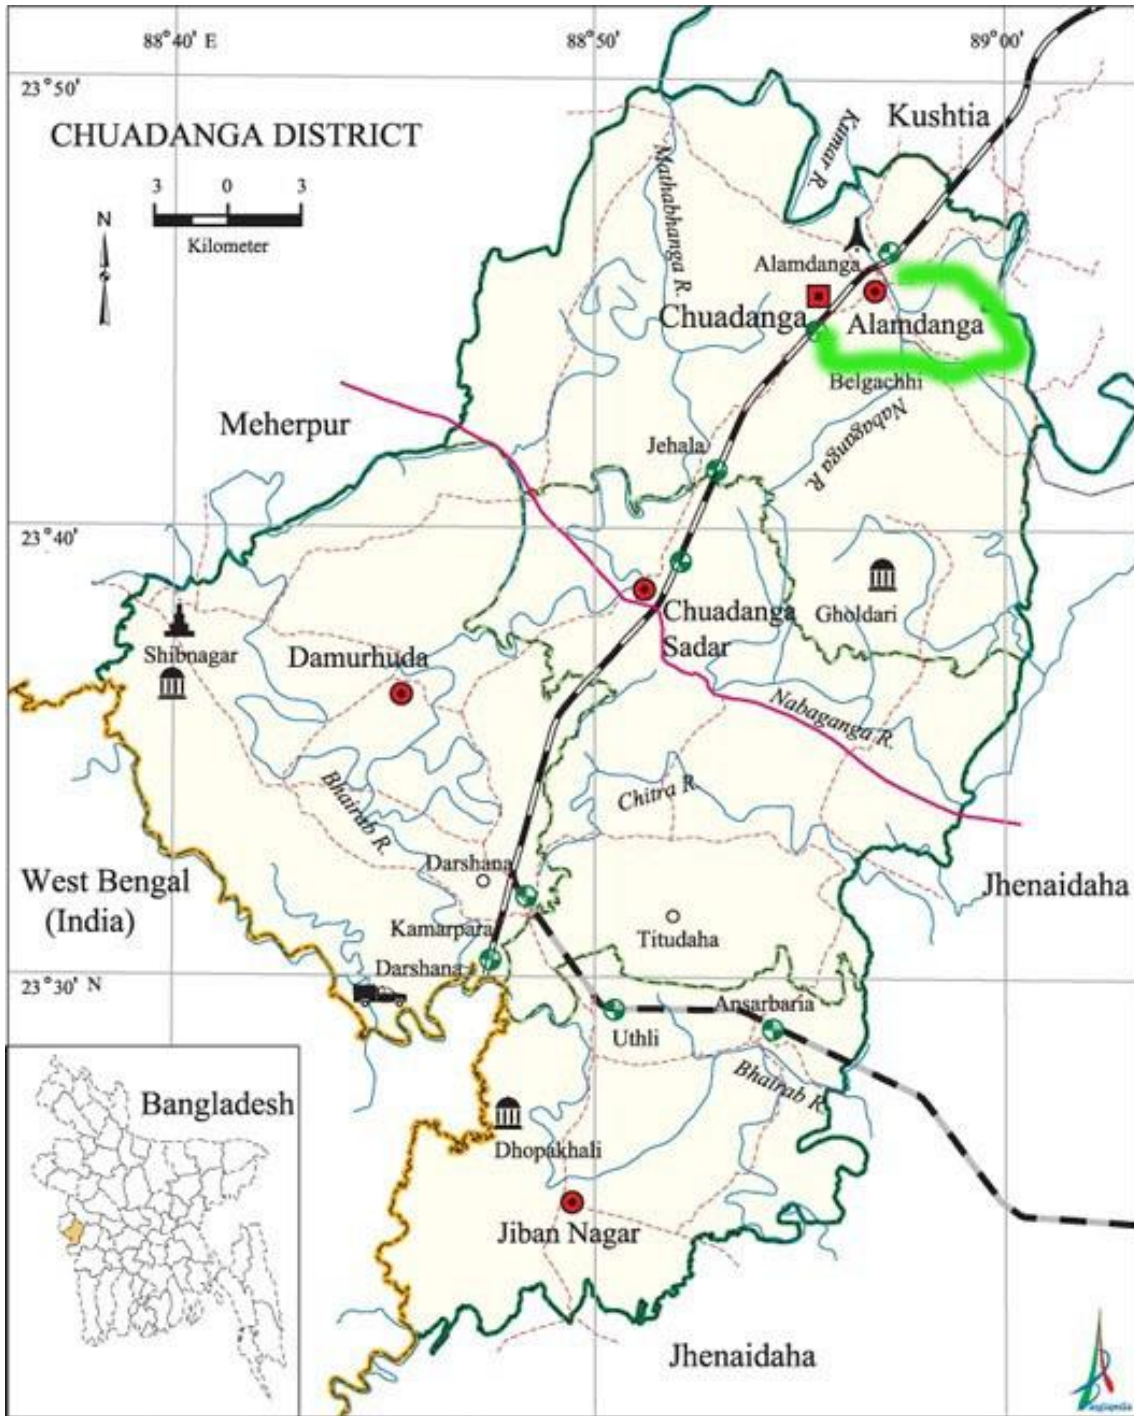 88°40' E
88°50'
89°00'
23°50'
CHUADANGA DISTRICT
Kushtia
3 0 3
Kilometer
N
Kumar R.
Mathabhanga R.
Alamdanga
Chuadanga
Alamdanga
Belgachhi
Meherpur
Nabaganga R.
Jehala
23°40'
Gholdari
Chuadanga
Sadar
Shibnagar
Damurhuda
Nabaganga R.
Bhairab R.
Chitra R.
Darshana
West Bengal
(India)
Jhenaidaha
Kamarpara
Titudaha
Darshana
23°30' N
Ansarbaria
Uthli
Bhairab R.
Bangladesh
Dhopakhali
Jiban Nagar
Jhenaidaha